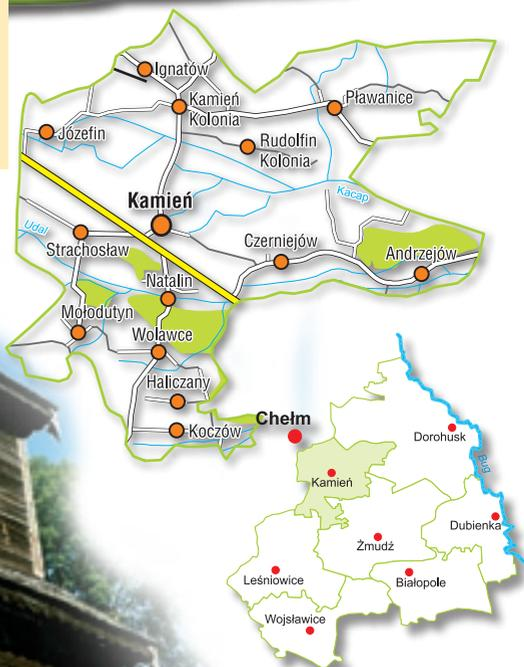 Ignatów
Kamień
Kolonia
Pławanice
Józefin
Rudolfin
Kolonia
Kacap
Kamień
Udal
Strachosław
Czerniejów
Andrzejów
Natalin
Mołodutyn
Wolawce
Haliczany
Koczów
Chełm
Dorohusk
Bug
Kamień
Dubienka
Żmudź
Leśniowice
Białopole
Wojsławice